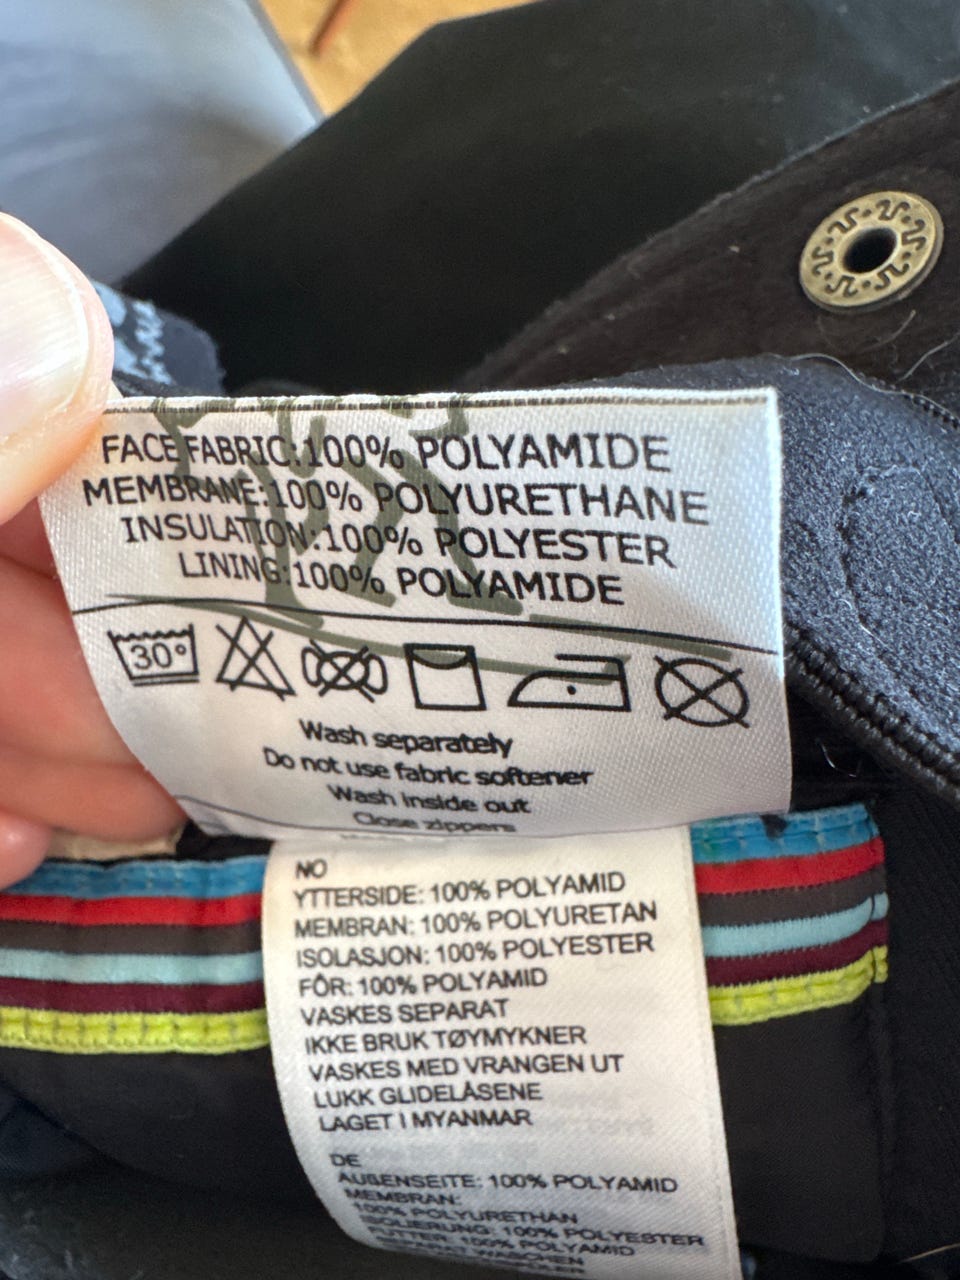 FACE FABRIC:100% POLYAMIDE
MEMBRANE:100% POLYURETHANE
INSULATION:100% POLYESTER
LINING:100% POLYAMIDE
30°
Wash separately
Do not use fabric softener
Wash inside out
Close zippers
NO
YTTERSIDE: 100% POLYAMID
MEMBRAN: 100% POLYURETAN
ISOLASJON: 100% POLYESTER
FÔR: 100% POLYAMID
VASKES SEPARAT
IKKE BRUK TØYMYKNER
VASKES MED VRANGEN UT
LUKK GLIDELÅSENE
LAGET I MYANMAR
DE
AUßENSEITE: 100% POLYAMID
MEMBRAN:
100% POLYURETHAN
ISOLIERUNG: 100% POLYESTER
FUTTER: 100% POLYAMID
WASCHEN